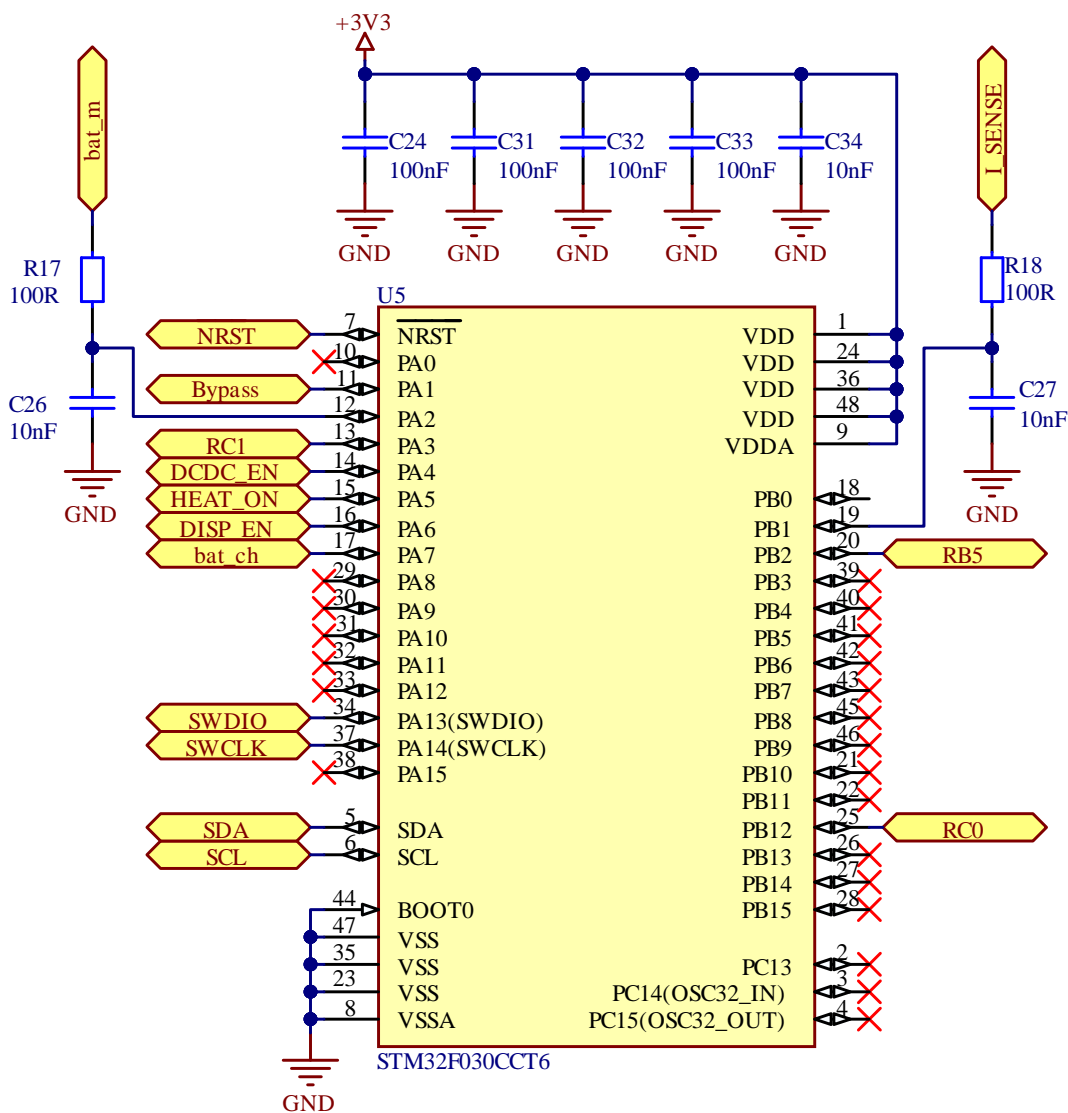 +3V3
bat_m
I_SENSE
C24
100nF
C31
100nF
C32
100nF
C33
100nF
C34
10nF
GND
GND
GND
GND
GND
R17
100R
R18
100R
C26
10nF
GND
C27
10nF
GND
U5
NRST 7 NRST
10 PA0
Bypass 11 PA1
12 PA2
RC1 13 PA3
DCDC_EN 14 PA4
HEAT_ON 15 PA5
DISP_EN 16 PA6
bat_ch 17 PA7
29 PA8
30 PA9
31 PA10
32 PA11
33 PA12
SWDIO 34 PA13(SWDIO)
SWCLK 37 PA14(SWCLK)
38 PA15
SDA 5 SDA
SCL 6 SCL
44 BOOT0
47 VSS
35 VSS
23 VSS
8 VSSA
GND
VDD 1
VDD 24
VDD 36
VDD 48
VDDA 9
PB0 18
PB1 19
PB2 20 RB5
PB3 39
PB4 40
PB5 41
PB6 42
PB7 43
PB8 45
PB9 46
PB10 21
PB11 22
PB12 25 RC0
PB13 26
PB14 27
PB15 28
PC13 2
PC14(OSC32_IN) 3
PC15(OSC32_OUT) 4
STM32F030CCT6